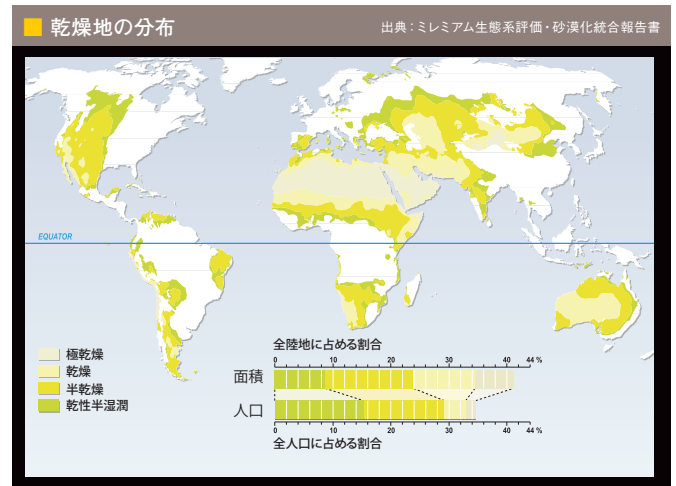 乾燥地の分布
出典：ミレミアム生態系評価・砂漠化統合報告書
EQUATOR
極乾燥
乾燥
半乾燥
乾性半湿潤
全陸地に占める割合
0 10 20 30 40 44 %
面積
人口
0 10 20 30 40 44 %
全人口に占める割合